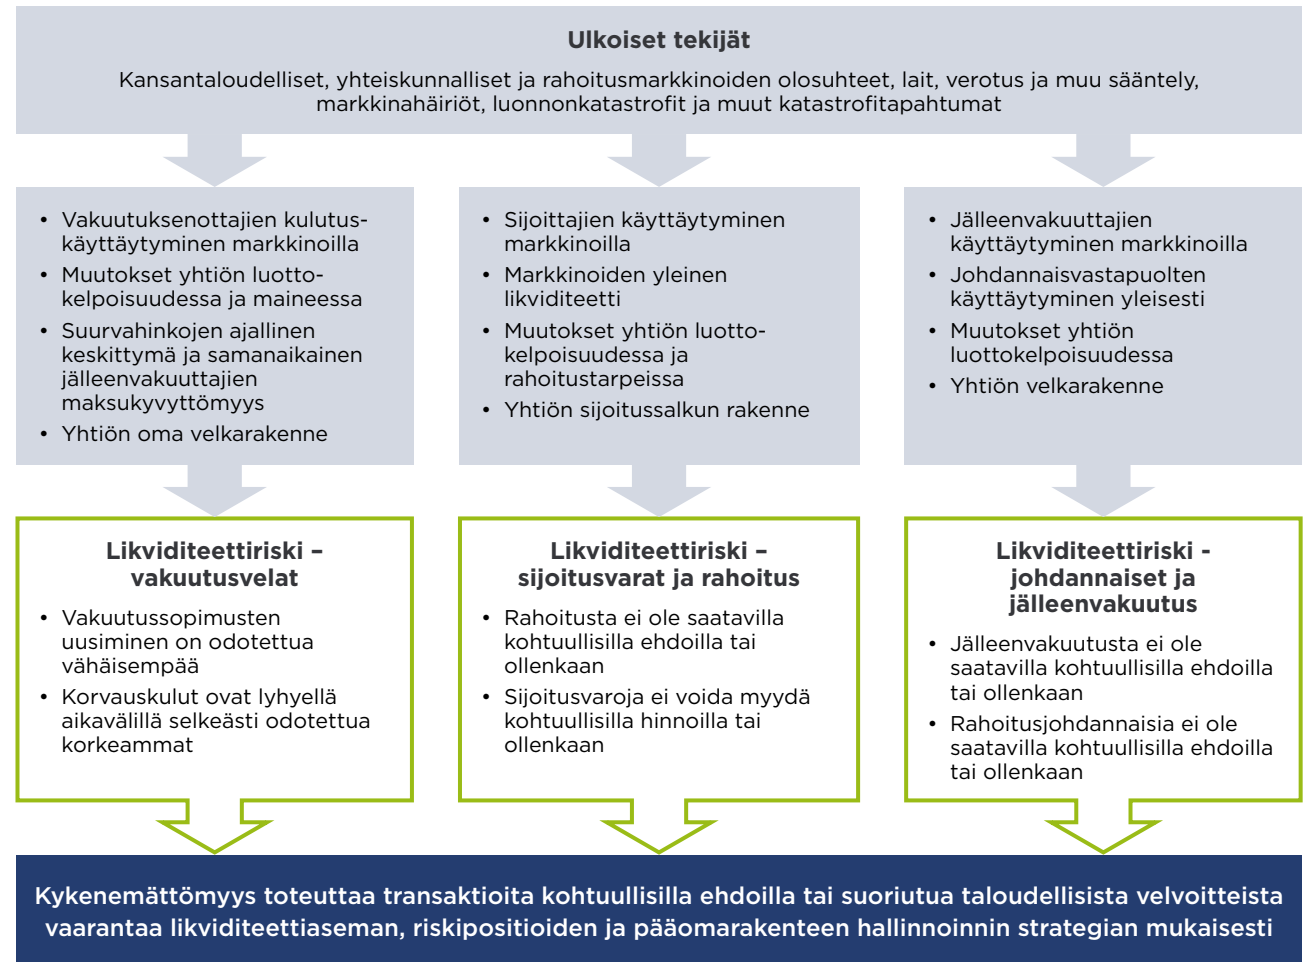 Ulkoiset tekijät
Kansantaloudelliset, yhteiskunnalliset ja rahoitusmarkkinoiden olosuhteet, lait, verotus ja muu sääntely,
markkinahäiriöt, luonnonkatastrofit ja muut katastrofitapahtumat
• Vakuutuksenottajien kulutus-
käyttäytyminen markkinoilla
• Muutokset yhtiön luotto-
kelpoisuudessa ja maineessa
• Suurvahinkojen ajallinen
keskittymä ja samanaikainen
jälleenvakuuttajien
maksukyvyttömyys
• Yhtiön oma velkarakenne
• Sijoittajien käyttäytyminen
markkinoilla
• Markkinoiden yleinen
likviditeetti
• Muutokset yhtiön luotto-
kelpoisuudessa ja
rahoitustarpeissa
• Yhtiön sijoitussalkun rakenne
• Jälleenvakuuttajien
käyttäytyminen markkinoilla
• Johdannaisvastapuolten
käyttäytyminen yleisesti
• Muutokset yhtiön
luottokelpoisuudessa
• Yhtiön velkarakenne
Likviditeettiriski –
vakuutusvelat
• Vakuutussopimusten
uusiminen on odotettua
vähäisempää
• Korvauskulut ovat lyhyellä
aikavälillä selkeästi odotettua
korkeammat
Likviditeettiriski –
sijoitusvarat ja rahoitus
• Rahoitusta ei ole saatavilla
kohtuullisilla ehdoilla tai
ollenkaan
• Sijoitusvaroja ei voida myydä
kohtuullisilla hinnoilla tai
ollenkaan
Likviditeettiriski -
johdannaiset ja
jälleenvakuutus
• Jälleenvakuutusta ei ole
saatavilla kohtuullisilla ehdoilla
tai ollenkaan
• Rahoitusjohdannaisia ei ole
saatavilla kohtuullisilla ehdoilla
tai ollenkaan
Kykenemättömyys toteuttaa transaktioita kohtuullisilla ehdoilla tai suoriutua taloudellisista velvoitteista
vaarantaa likviditeettiaseman, riskipositioiden ja pääomarakenteen hallinnoinnin strategian mukaisesti